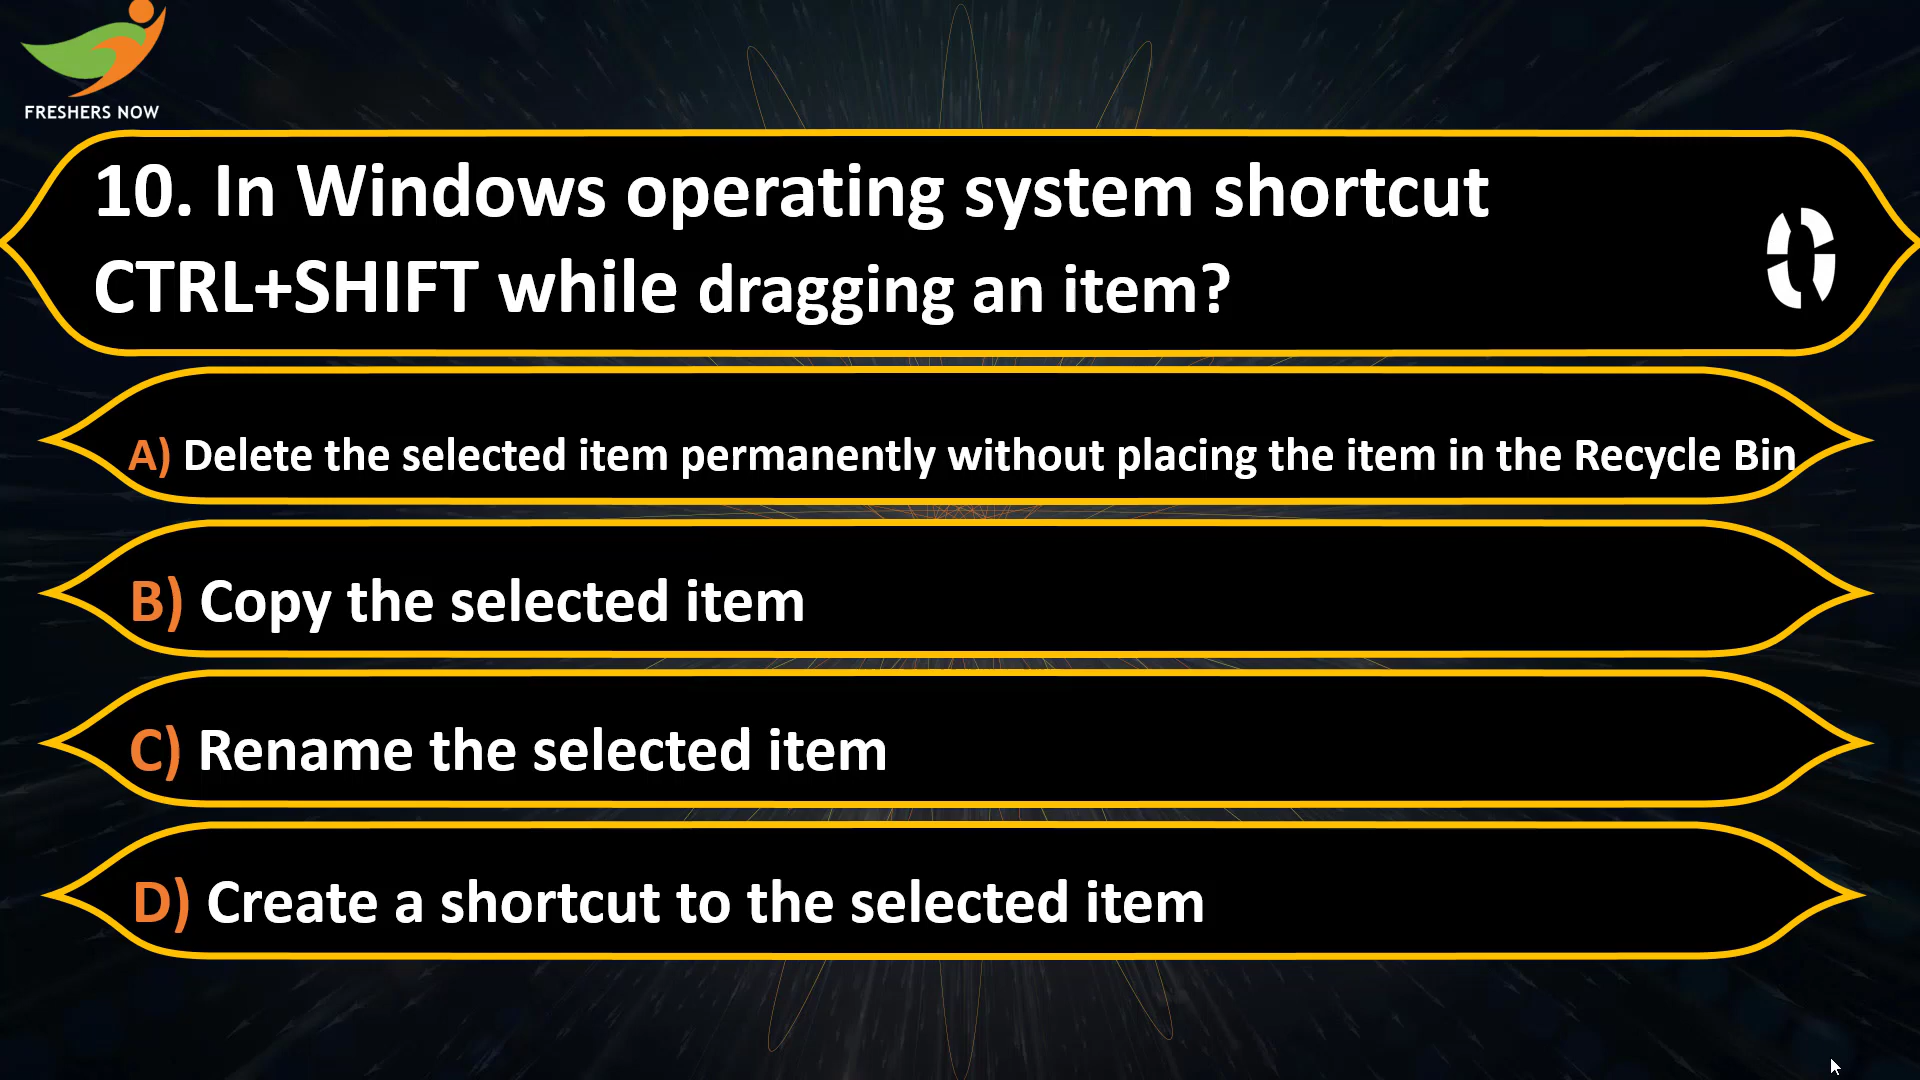 FRESHERS NOW
10. In Windows operating system shortcut
CTRL+SHIFT while dragging an item?
0
A) Delete the selected item permanently without placing the item in the Recycle Bin
B) Copy the selected item
C) Rename the selected item
D) Create a shortcut to the selected item